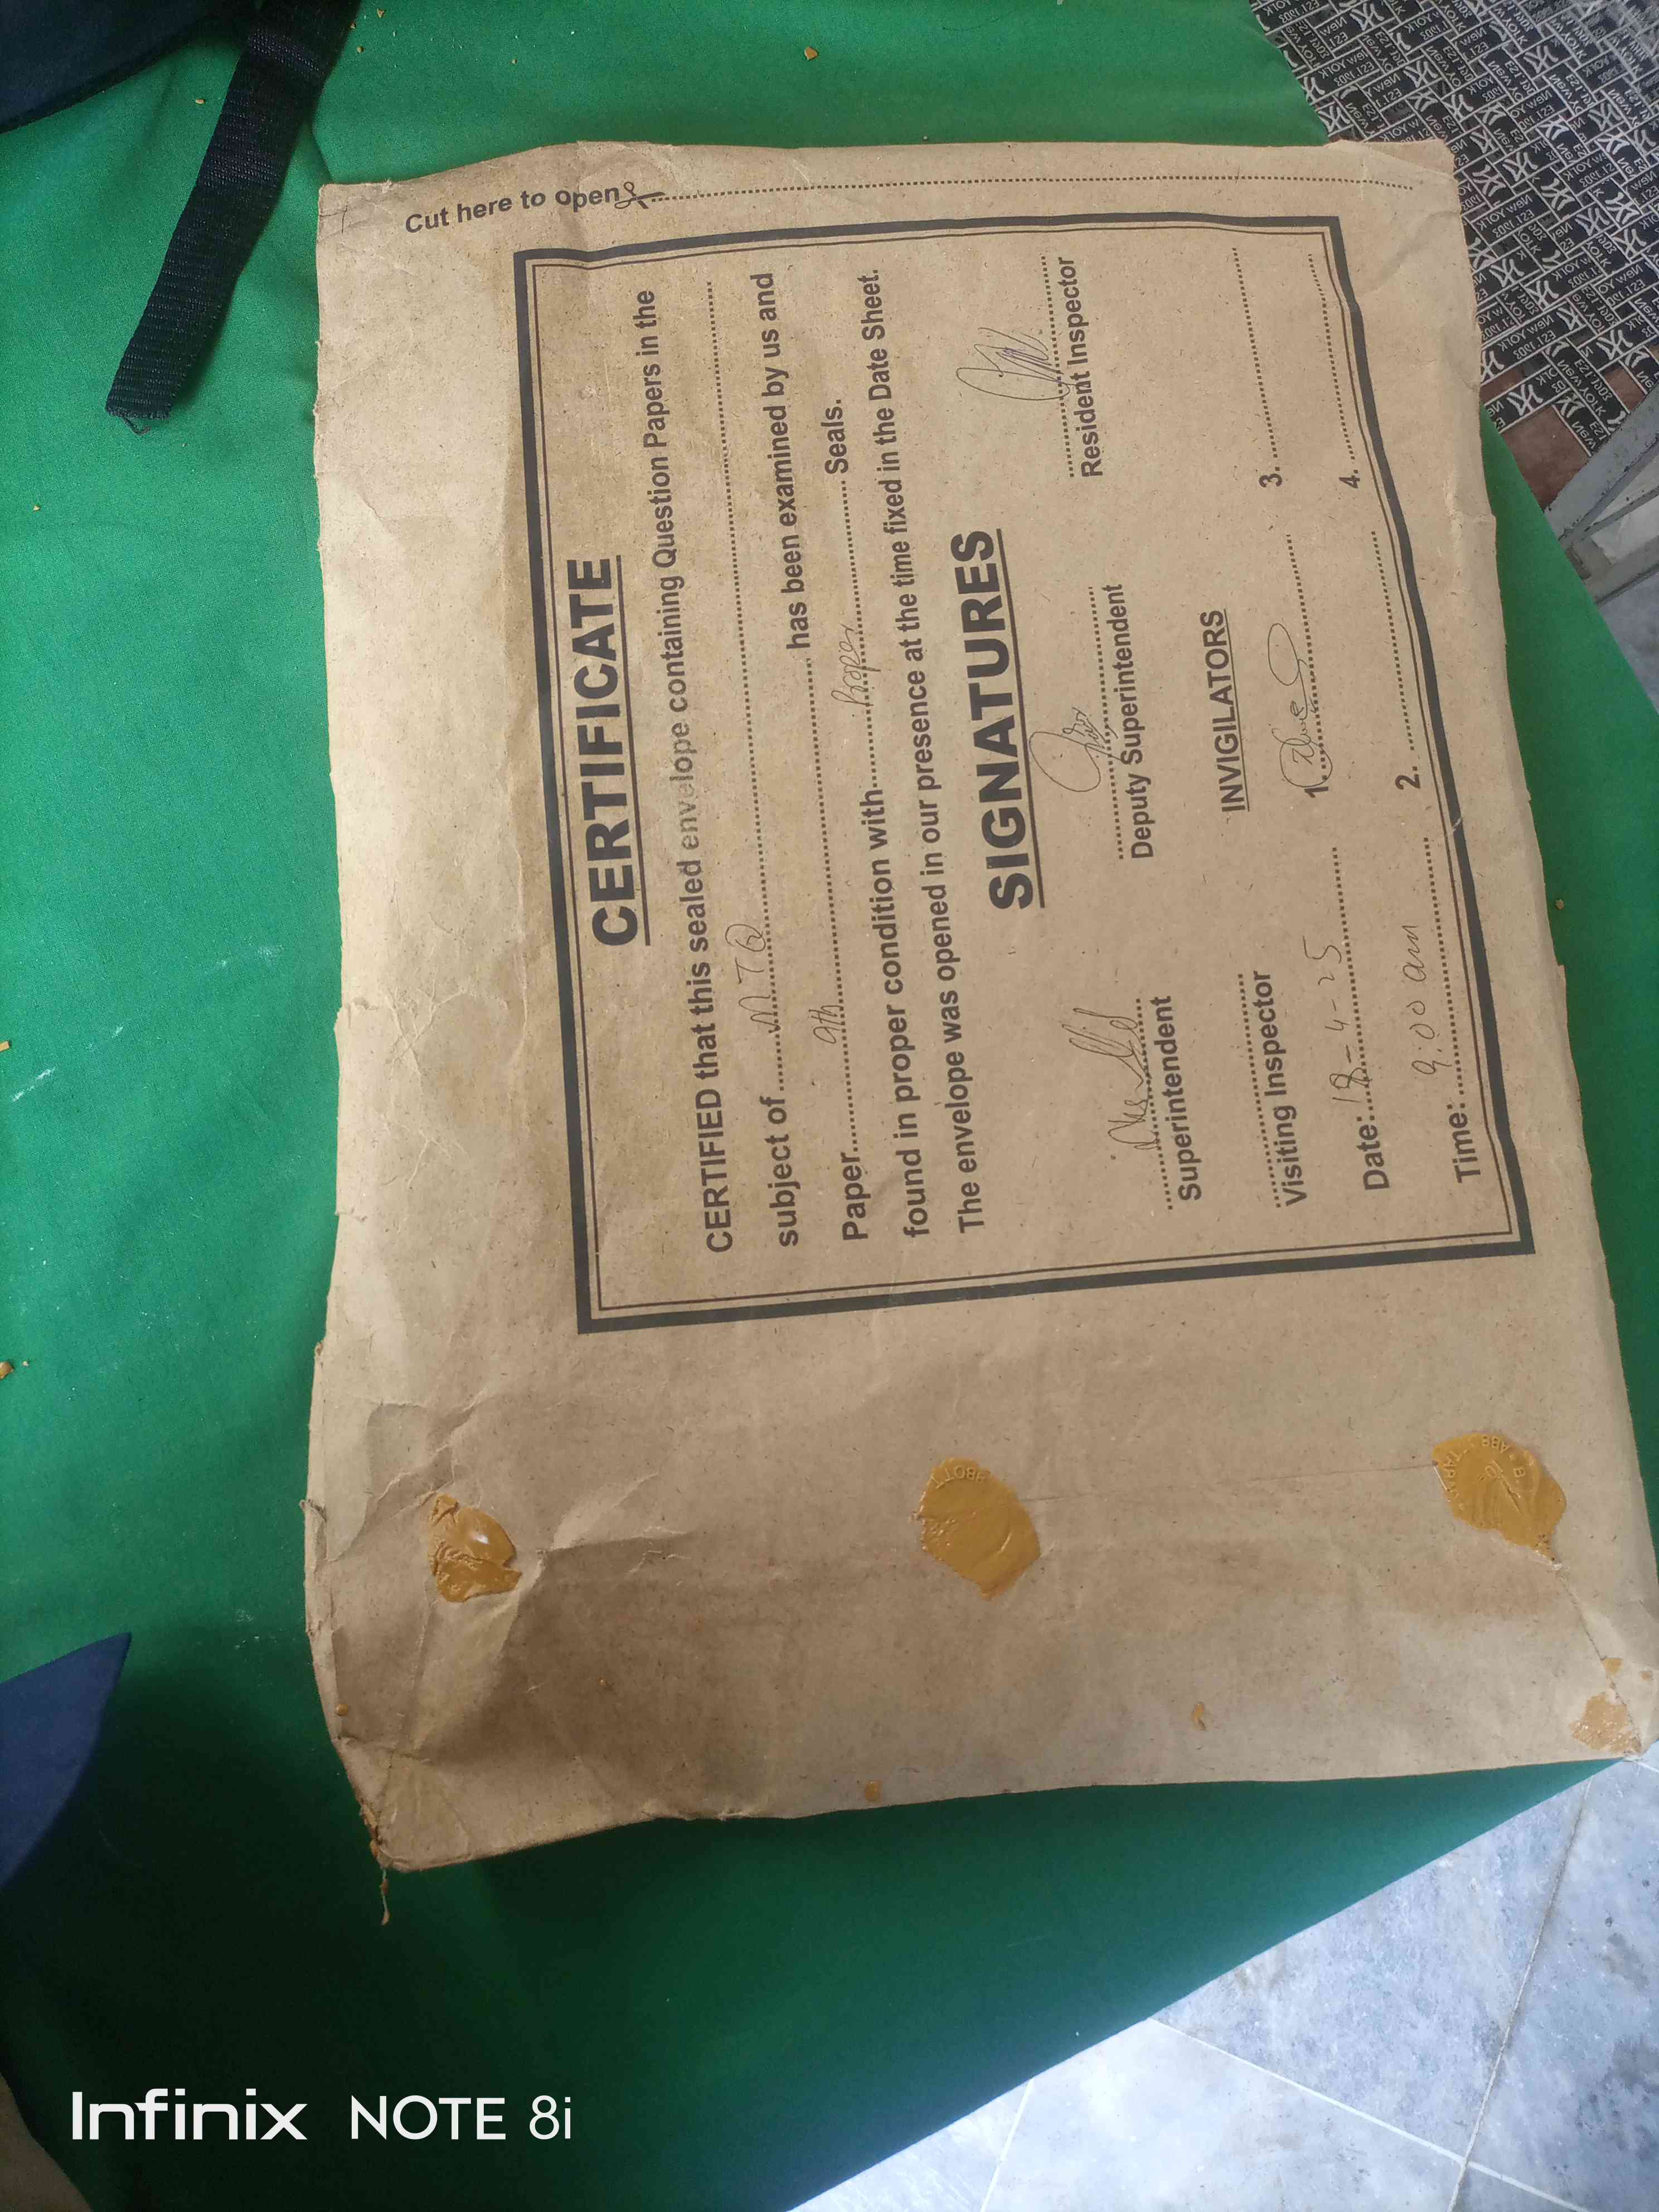 Cut here to open
CERTIFICATE
CERTIFIED that this sealed envelope containing Question Papers in the
subject of ........ M T Q ........
Paper ........ 9th ........ has been examined by us and
found in proper condition with ........ proper ........ Seals.
The envelope was opened in our presence at the time fixed in the Date Sheet.
SIGNATURES
Superintendent
Deputy Superintendent
Resident Inspector
Visiting Inspector
INVIGILATORS
1.
2.
3.
4.
Date: 18-4-25
Time: 9:00 am
Infinix NOTE 8i